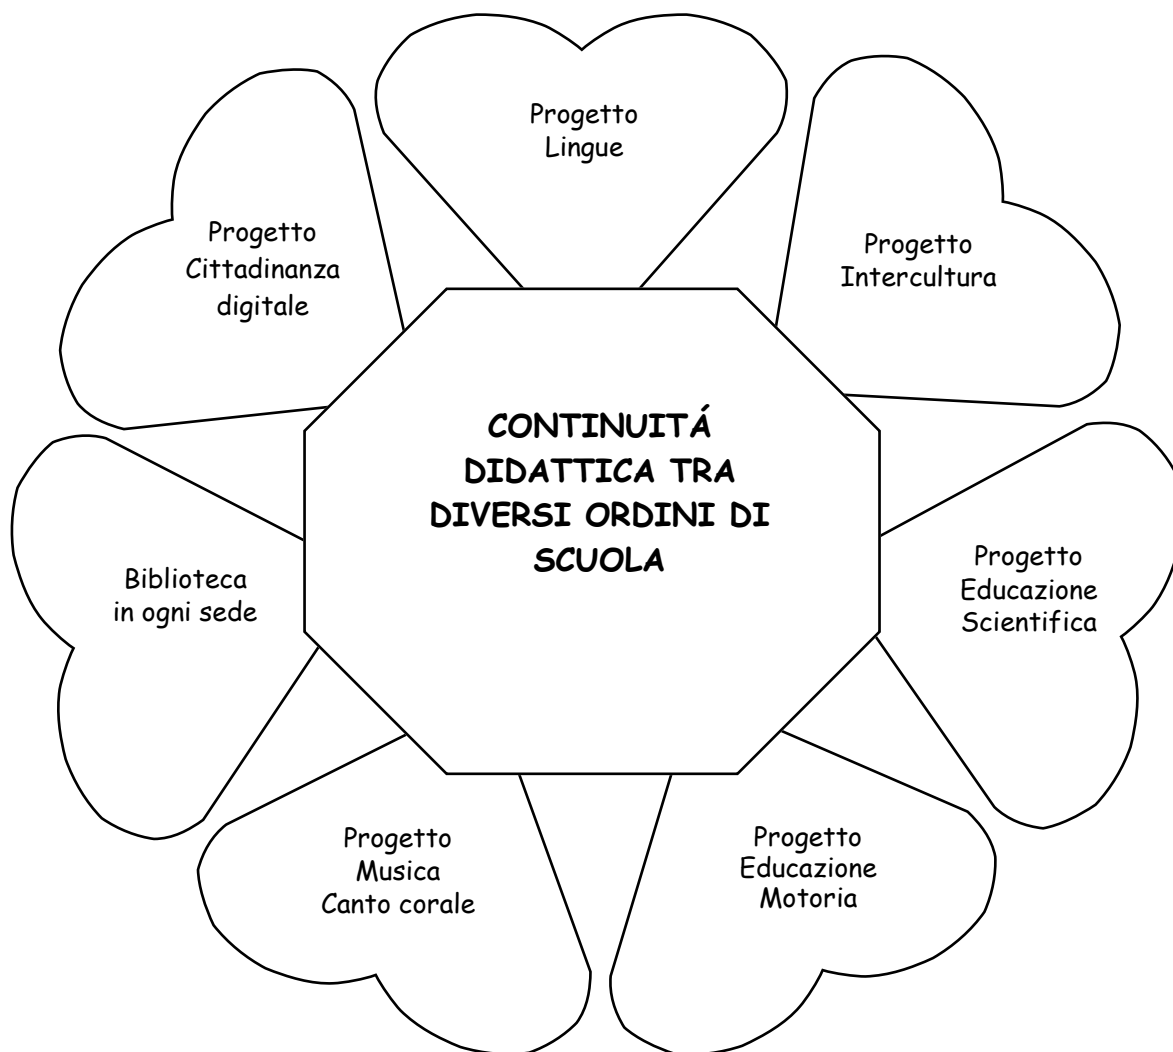 Progetto
Lingue
Progetto
Cittadinanza
digitale
Progetto
Intercultura
CONTINUITÁ
DIDATTICA TRA
DIVERSI ORDINI DI
SCUOLA
Biblioteca
in ogni sede
Progetto
Educazione
Scientifica
Progetto
Musica
Canto corale
Progetto
Educazione
Motoria